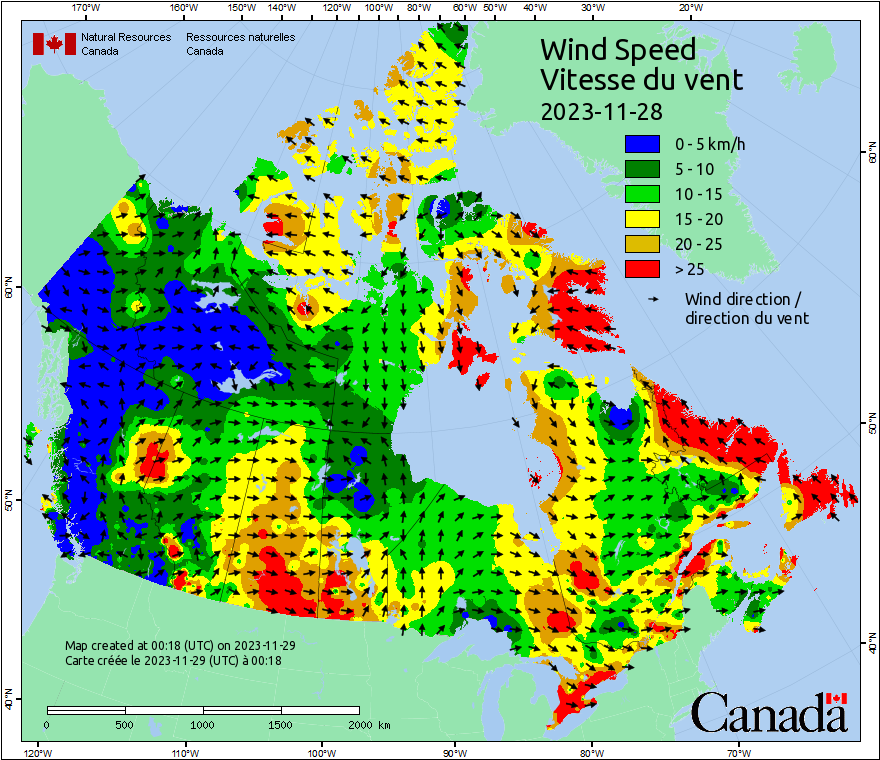 170°W 160°W 150°W 140°W 130°W 120°W 110°W 100°W 90°W 80°W 70°W 60°W 50°W 40°W 30°W 20°W
Natural Resources Canada
Ressources naturelles Canada
Wind Speed
Vitesse du vent
2023-11-28
0 - 5 km/h
5 - 10
10 - 15
15 - 20
20 - 25
> 25
Wind direction /
direction du vent
60°N
60°N
50°N
50°N
40°N
40°N
Map created at 00:18 (UTC) on 2023-11-29
Carte créée le 2023-11-29 (UTC) à 00:18
0 500 1000 1500 2000 km
Canada
120°W 110°W 100°W 90°W 80°W 70°W